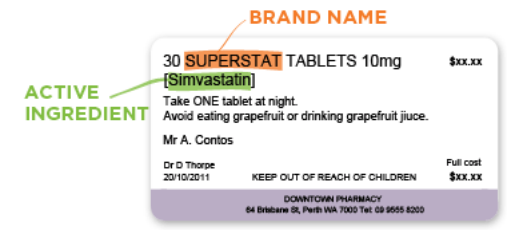 BRAND NAME
30 SUPERSTAT TABLETS 10mg $xx.xx
[Simvastatin]
ACTIVE
INGREDIENT
Take ONE tablet at night.
Avoid eating grapefruit or drinking grapefruit jiuce.
Mr A. Contos
Dr D Thorpe Full cost
20/10/2011 KEEP OUT OF REACH OF CHILDREN $xx.xx
DOWNTOWN PHARMACY
64 Brisbane St, Perth WA 7000 Tel: 09 9555 8200